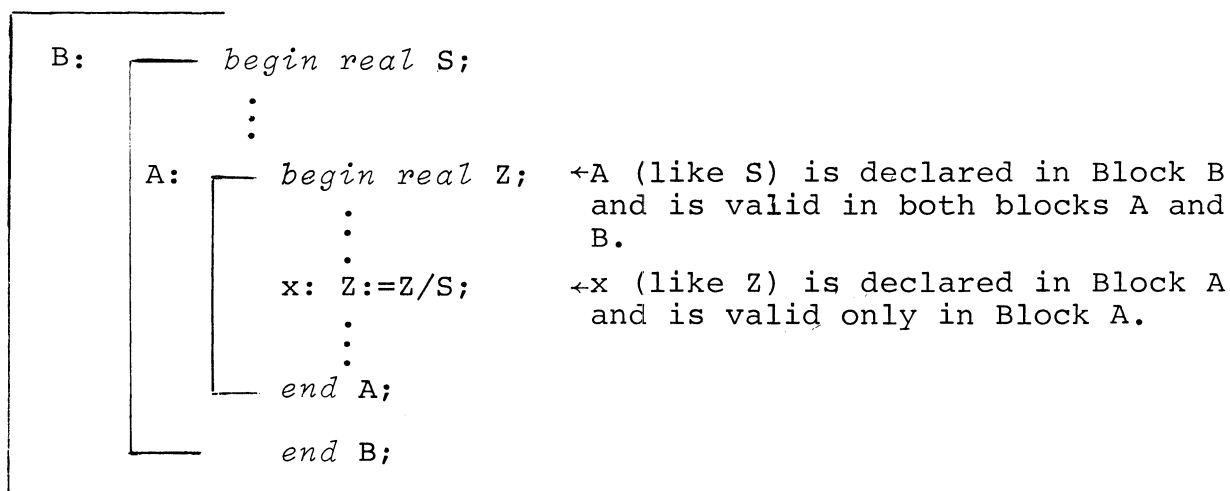 B: begin real S;
A: begin real Z; ←A (like S) is declared in Block B
and is valid in both blocks A and
B.
x: Z:=Z/S; ←x (like Z) is declared in Block A
and is valid only in Block A.
end A;
end B;